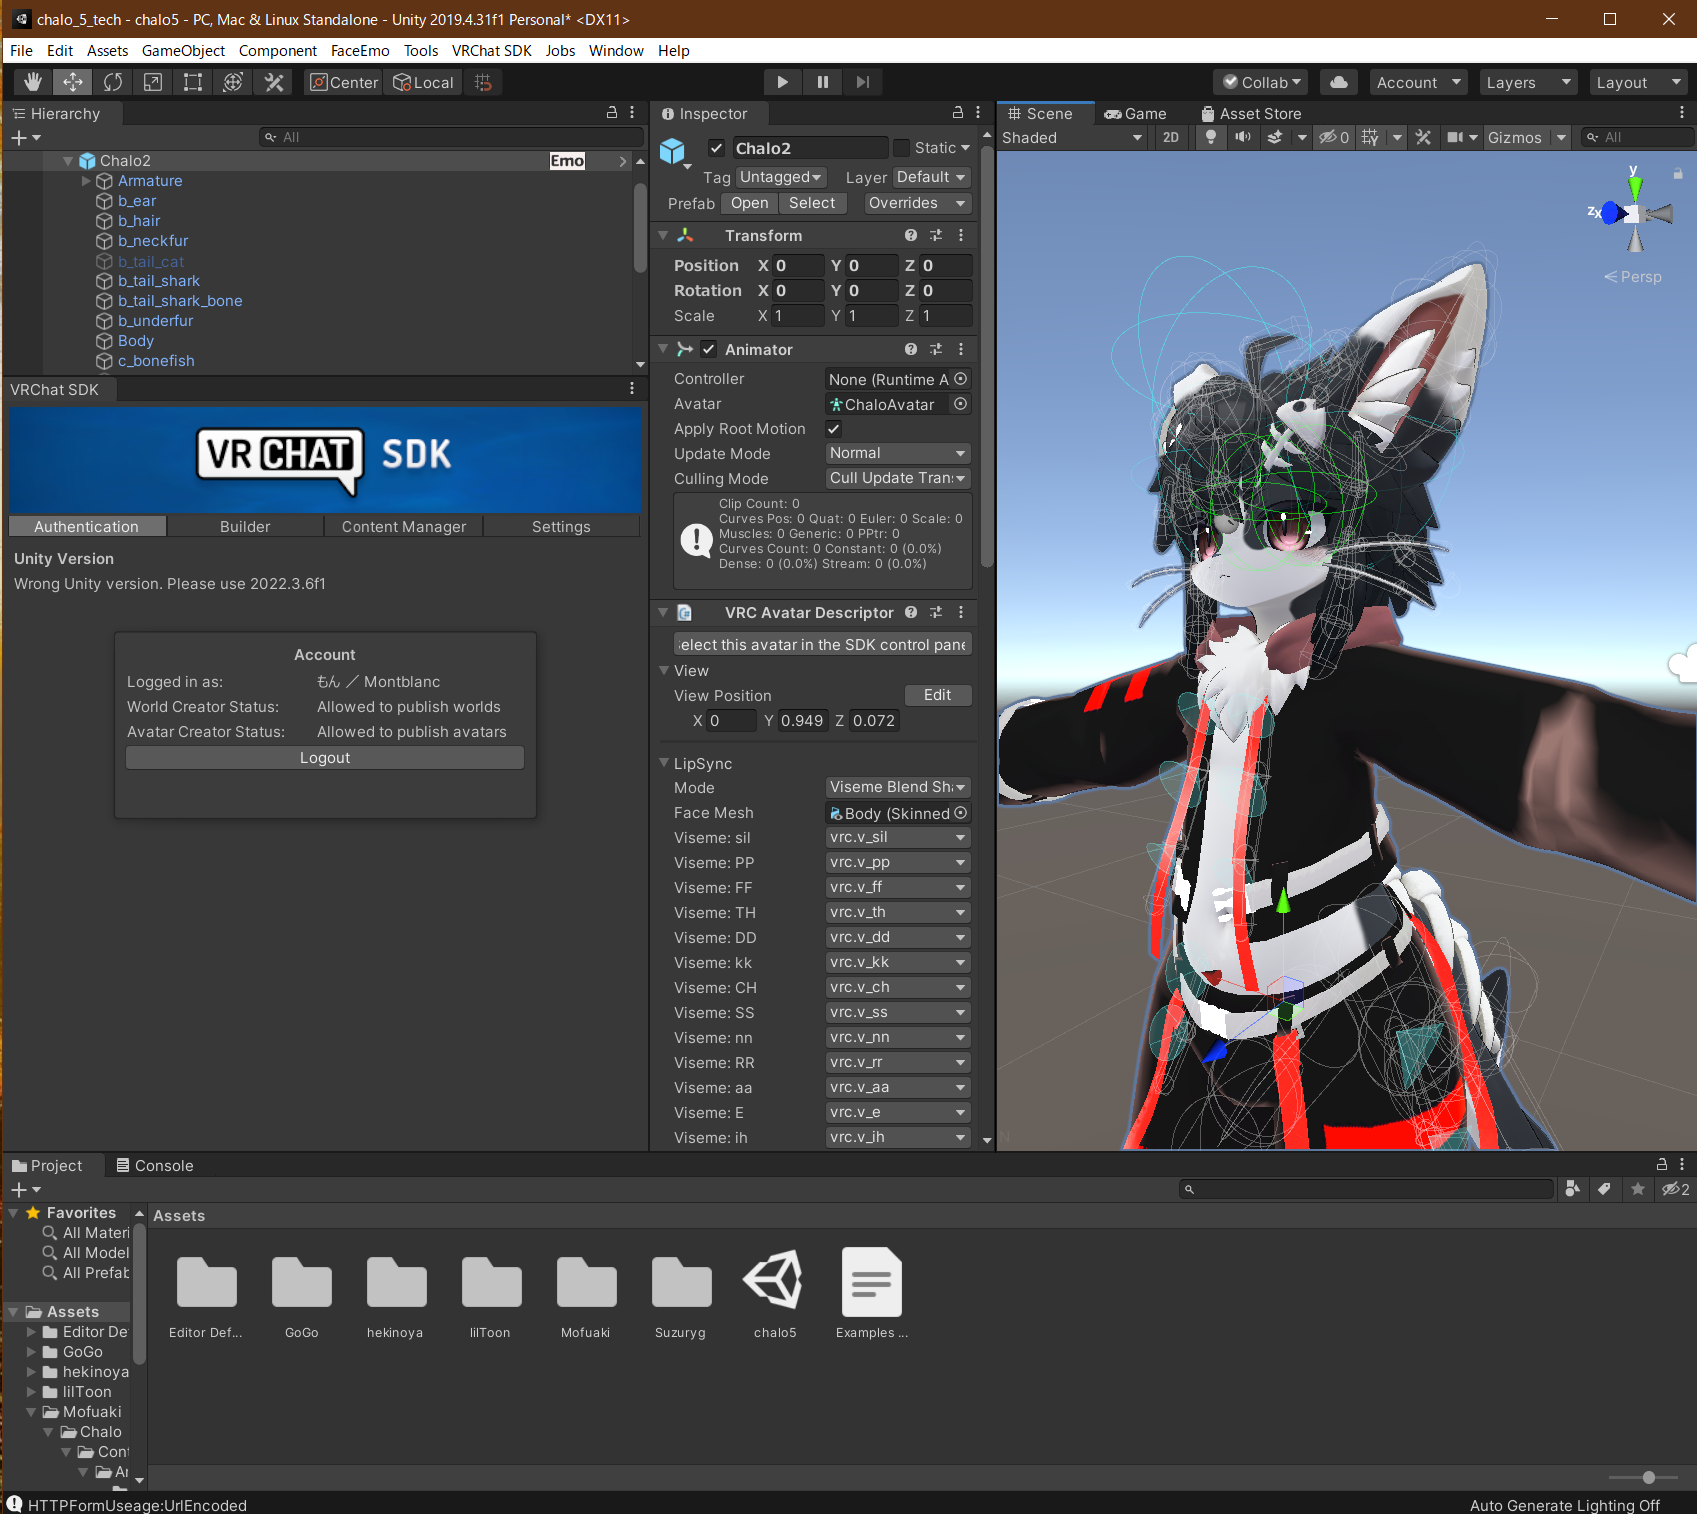 chalo_5_tech - chalo5 - PC, Mac & Linux Standalone - Unity 2019.4.31f1 Personal* <DX11>
File Edit Assets GameObject Component FaceEmo Tools VRChat SDK Jobs Window Help
Center Local Collab Account Layers Layout
Hierarchy
All
Chalo2 Emo
Armature
b_ear
b_hair
b_neckfur
b_tail_cat
b_tail_shark
b_tail_shark_bone
b_underfur
Body
c_bonefish
VRChat SDK
VRCHAT SDK
Authentication Builder Content Manager Settings
Unity Version
Wrong Unity version. Please use 2022.3.6f1
Account
Logged in as: もん ／ Montblanc
World Creator Status: Allowed to publish worlds
Avatar Creator Status: Allowed to publish avatars
Logout
Inspector
Chalo2 Static
Tag Untagged Layer Default
Prefab Open Select Overrides
Transform
Position X 0 Y 0 Z 0
Rotation X 0 Y 0 Z 0
Scale X 1 Y 1 Z 1
Animator
Controller None (Runtime A
Avatar ChaloAvatar
Apply Root Motion
Update Mode Normal
Culling Mode Cull Update Tran
Clip Count: 0
Curves Pos: 0 Quat: 0 Euler: 0 Scale: 0
Muscles: 0 Generic: 0 PPtr: 0
Curves Count: 0 Constant: 0 (0.0%)
Dense: 0 (0.0%) Stream: 0 (0.0%)
VRC Avatar Descriptor
elect this avatar in the SDK control pane
View
View Position Edit
X 0 Y 0.949 Z 0.072
LipSync
Mode Viseme Blend Sh
Face Mesh Body (Skinned
Viseme: sil vrc.v_sil
Viseme: PP vrc.v_pp
Viseme: FF vrc.v_ff
Viseme: TH vrc.v_th
Viseme: DD vrc.v_dd
Viseme: kk vrc.v_kk
Viseme: CH vrc.v_ch
Viseme: SS vrc.v_ss
Viseme: nn vrc.v_nn
Viseme: RR vrc.v_rr
Viseme: aa vrc.v_aa
Viseme: E vrc.v_e
Viseme: ih vrc.v_ih
Scene Game Asset Store
Shaded 2D 0 Gizmos All
y
z x
Persp
Project Console
2
Favorites
All Materi
All Model
All Prefab
Assets
Editor De
GoGo
hekinoya
lilToon
Mofuaki
Chalo
Cont
Ar
Assets
Editor Def... GoGo hekinoya lilToon Mofuaki Suzuryg chalo5 Examples ...
HTTPFormUseage:UrlEncoded
Auto Generate Lighting Off